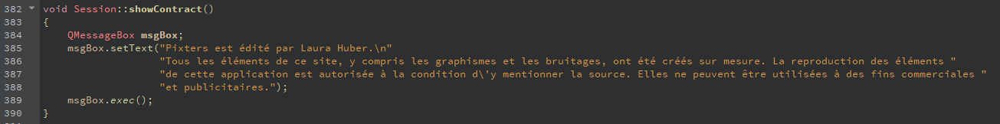 382 void Session::showContract()
383 {
384 QMessageBox msgBox;
385 msgBox.setText("Pixters est édité par Laura Huber.\n"
386 "Tous les éléments de ce site, y compris les graphismes et les bruitages, ont été créés sur mesure. La reproduction des éléments "
387 "de cette application est autorisée à la condition d\'y mentionner la source. Elles ne peuvent être utilisées à des fins commerciales "
388 "et publicitaires.");
389 msgBox.exec();
390 }